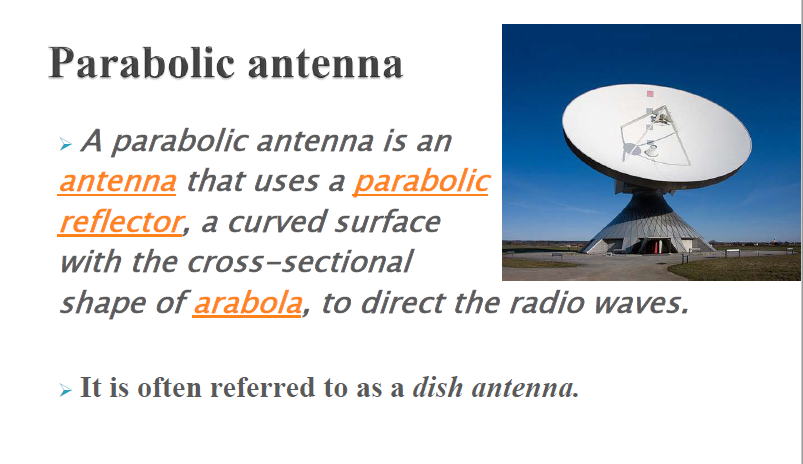 Parabolic antenna
➢ A parabolic antenna is an
antenna that uses a parabolic
reflector, a curved surface
with the cross-sectional
shape of arabola, to direct the radio waves.
➢ It is often referred to as a dish antenna.